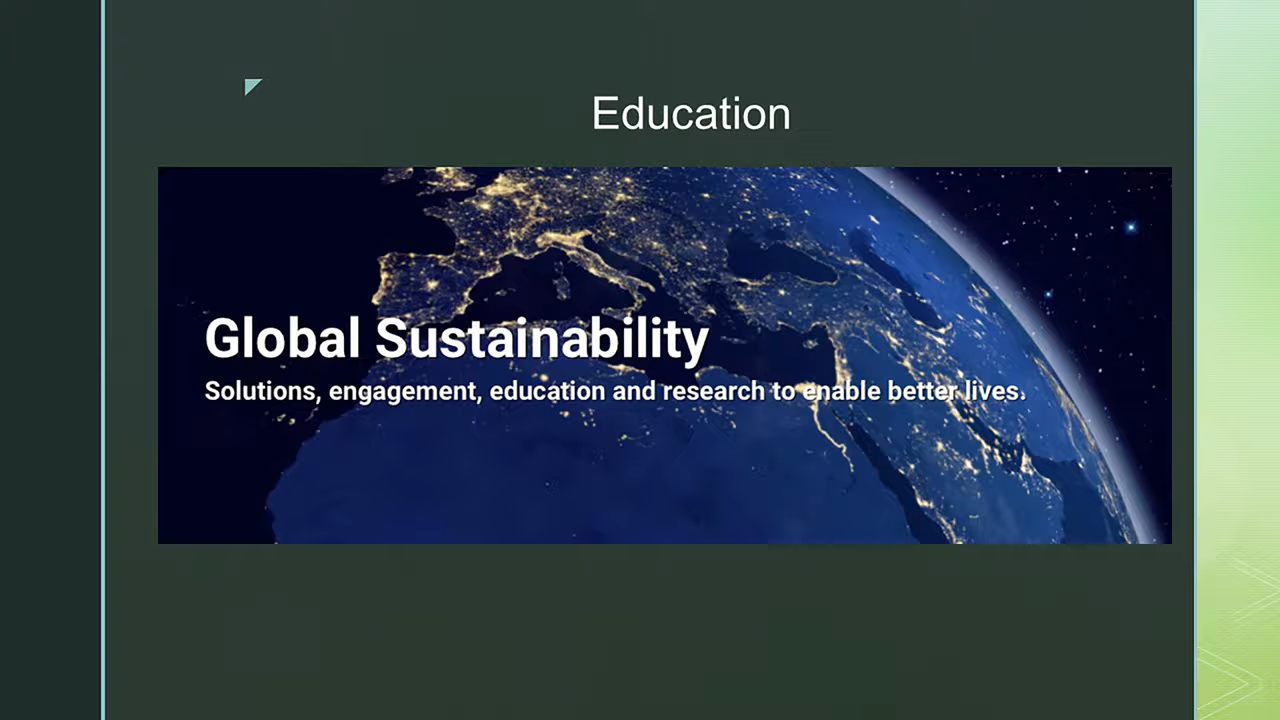 Education
Global Sustainability
Solutions, engagement, education and research to enable better lives.